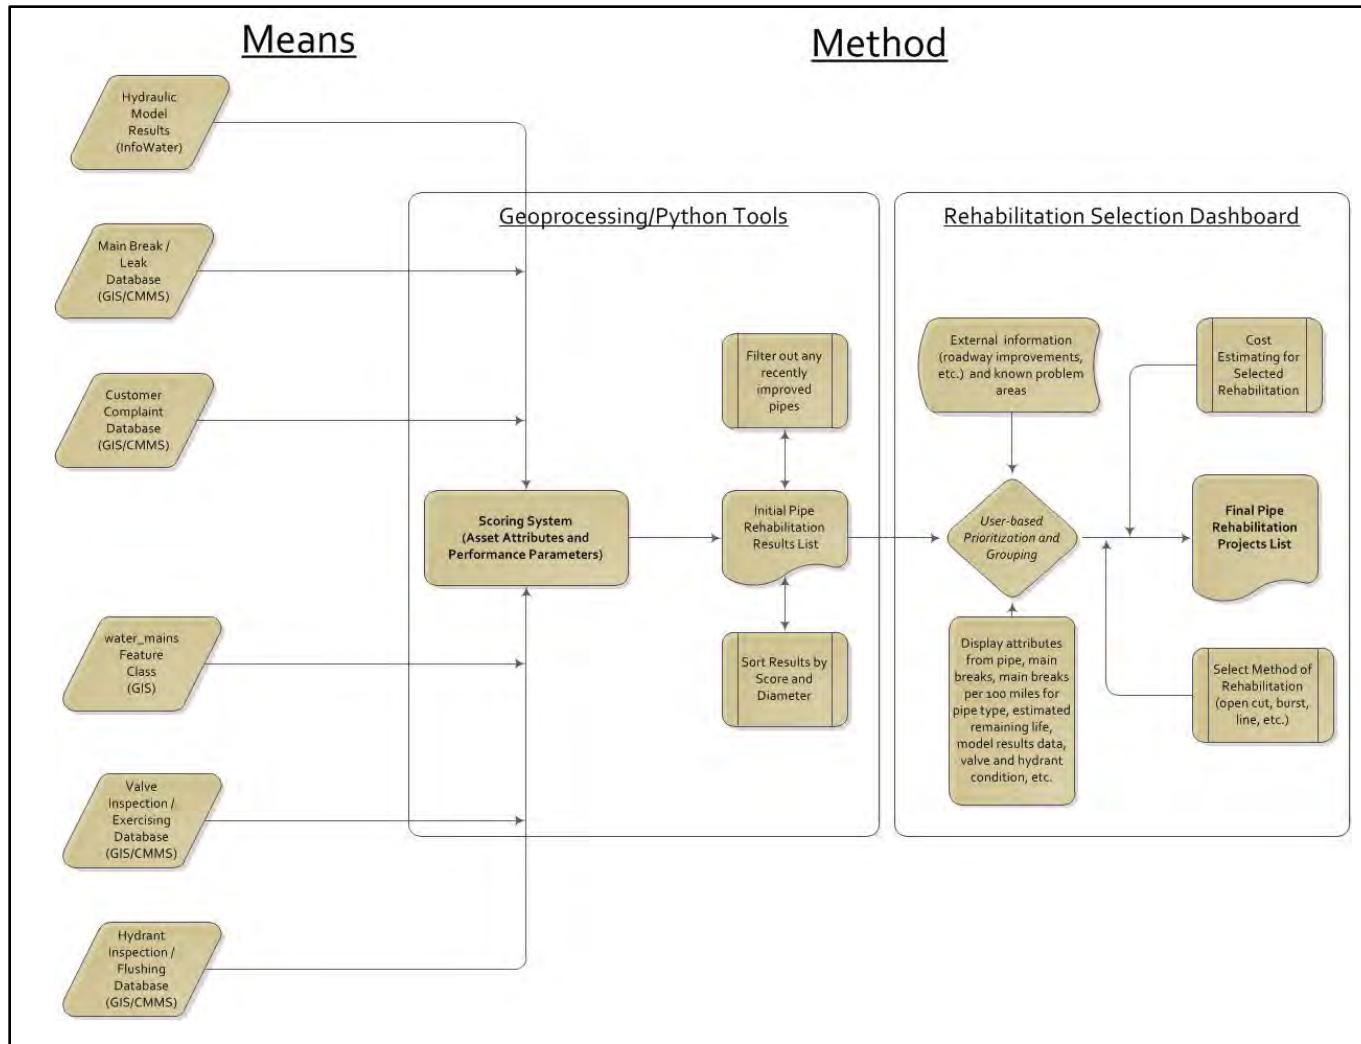 Means
Method
Hydraulic
Model
Results
(InfoWater)
Main Break /
Leak
Database
(GIS/CMMS)
Customer
Complaint
Database
(GIS/CMMS)
water_mains
Feature
Class
(GIS)
Valve
Inspection /
Exercising
Database
(GIS/CMMS)
Hydrant
Inspection /
Flushing
Database
(GIS/CMMS)
Geoprocessing/Python Tools
Scoring System
(Asset Attributes and
Performance Parameters)
Filter out any
recently
improved
pipes
Initial Pipe
Rehabilitation
Results List
Sort Results by
Score and
Diameter
Rehabilitation Selection Dashboard
External information
(roadway improvements,
etc.) and known problem
areas
User-based
Prioritization and
Grouping
Display attributes
from pipe, main
breaks, main breaks
per 100 miles for
pipe type, estimated
remaining life,
model results data,
valve and hydrant
condition, etc.
Cost
Estimating for
Selected
Rehabilitation
Final Pipe
Rehabilitation
Projects List
Select Method of
Rehabilitation
(open cut, burst,
line, etc.)